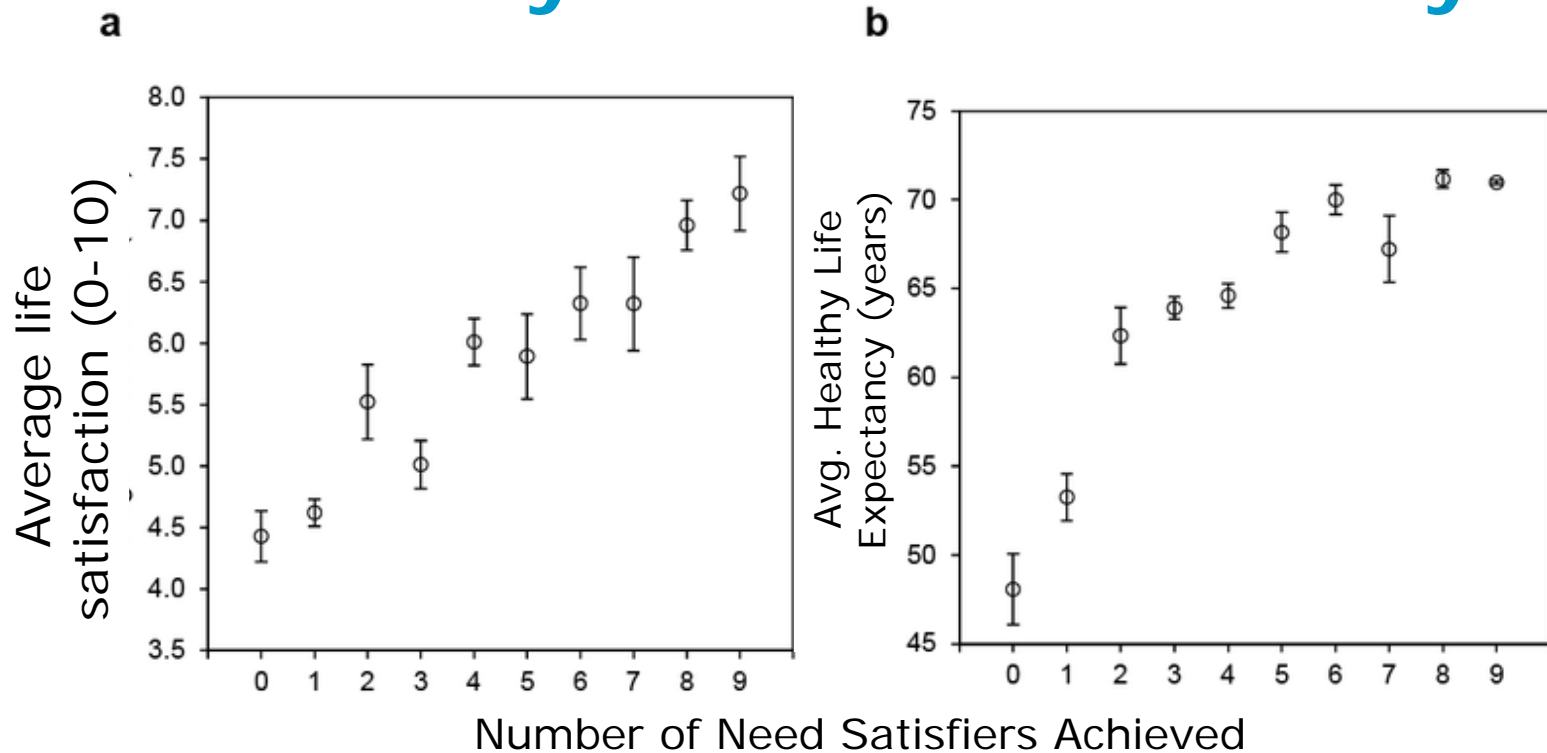 a
b
Average life
satisfaction (0-10)
8.0
7.5
7.0
6.5
6.0
5.5
5.0
4.5
4.0
3.5
0 1 2 3 4 5 6 7 8 9
Avg. Healthy Life
Expectancy (years)
75
70
65
60
55
50
45
0 1 2 3 4 5 6 7 8 9
Number of Need Satisfiers Achieved